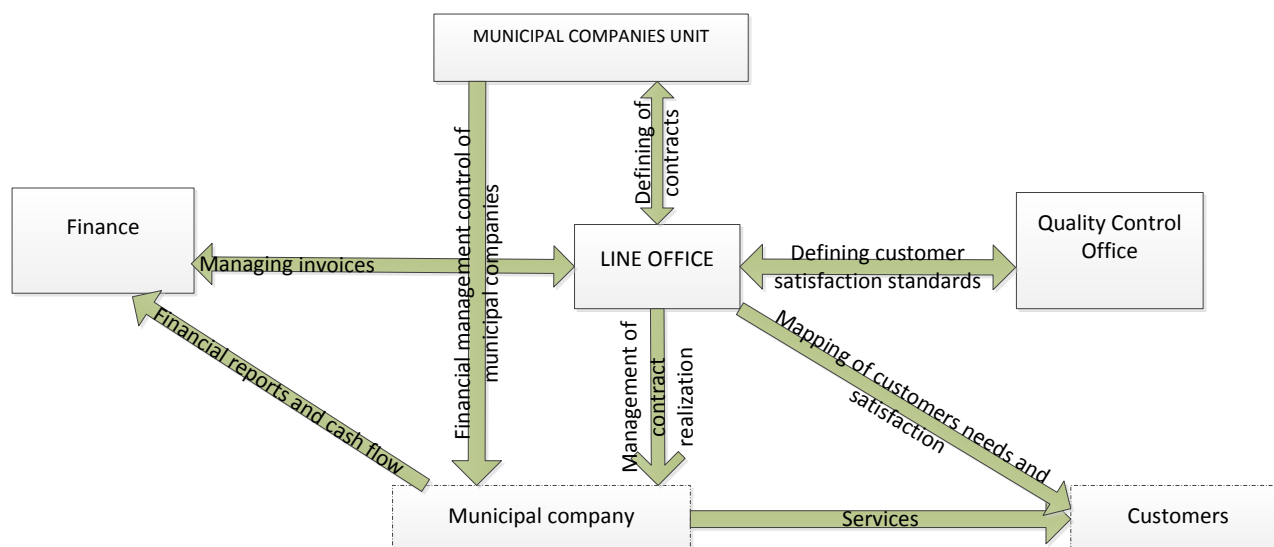 MUNICIPAL COMPANIES UNIT
Financial management control of
municipal companies
Defining of
contracts
Finance
Managing invoices
LINE OFFICE
Defining customer
satisfaction standards
Quality Control
Office
Financial reports and cash flow
Management of
contract
realization
Mapping of customers needs and
satisfaction
Municipal company
Services
Customers